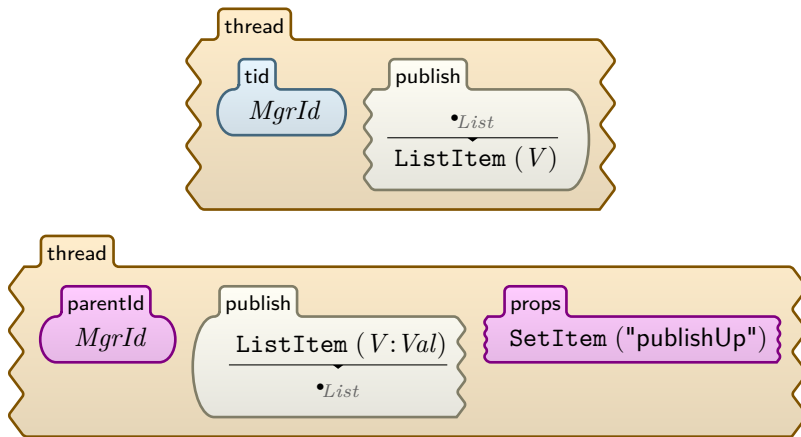 thread
tid publish
MgrId •List
ListItem (V)
thread
parentId publish props
MgrId ListItem (V:Val) SetItem ("publishUp")
•List